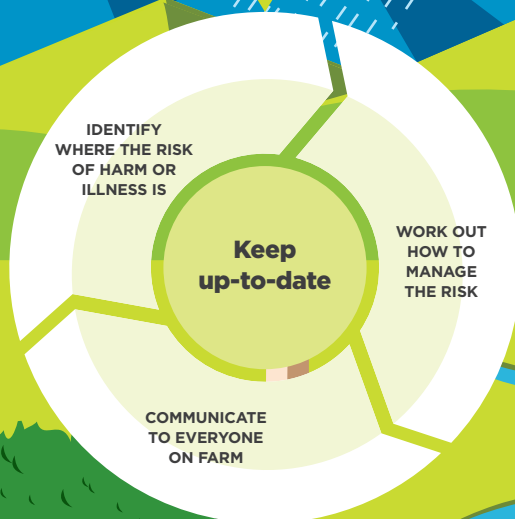 IDENTIFY
WHERE THE RISK
OF HARM OR
ILLNESS IS
WORK OUT
HOW TO
MANAGE
THE RISK
Keep
up-to-date
COMMUNICATE
TO EVERYONE
ON FARM